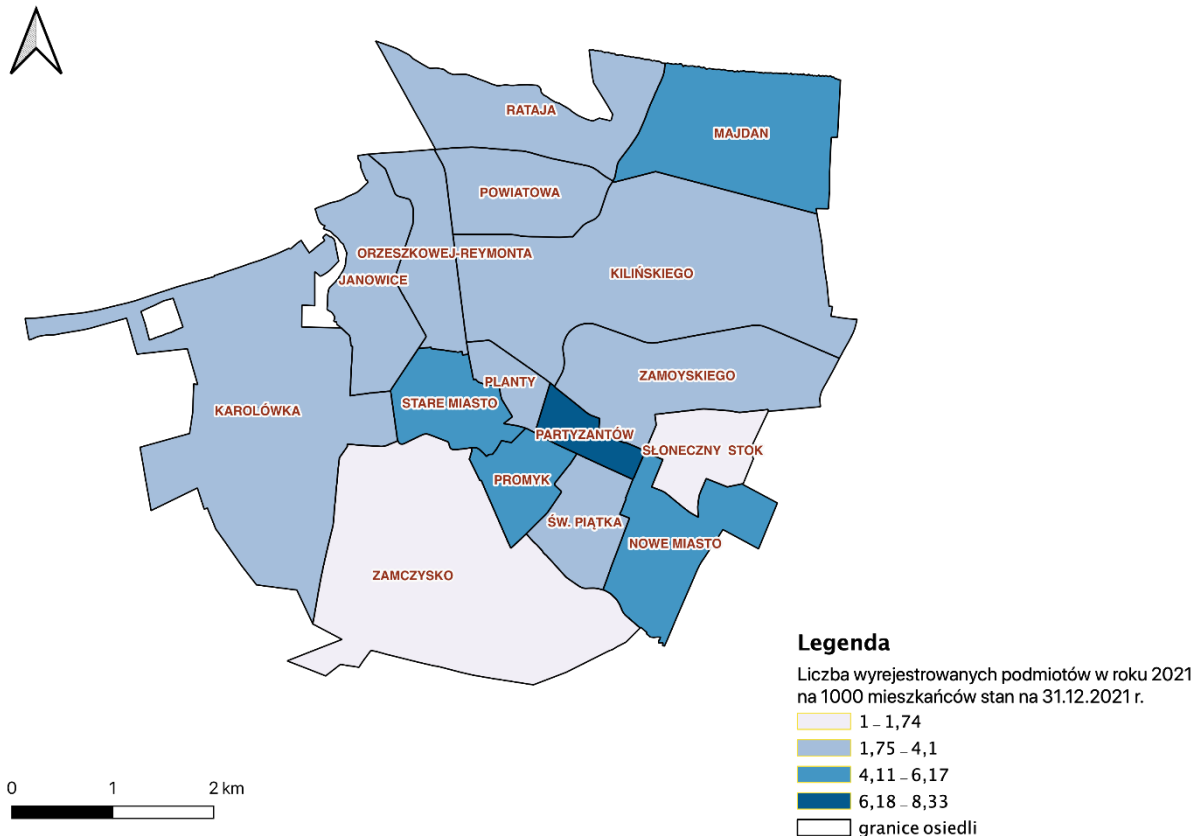 RATAJA
MAJDAN
POWIATOWA
ORZESZKOWEJ-REYMONTA
KILIŃSKIEGO
JANOWICE
ZAMOYSKIEGO
PLANTY
STARE MIASTO
KAROLÓWKA
PARTYZANTÓW
SŁONECZNY STOK
PROMYK
ŚW. PIĄTKA
NOWE MIASTO
ZAMCZYSKO
Legenda
Liczba wyrejestrowanych podmiotów w roku 2021
na 1000 mieszkańców stan na 31.12.2021 r.
1 – 1,74
1,75 – 4,1
4,11 – 6,17
6,18 – 8,33
granice osiedli
0 1 2 km